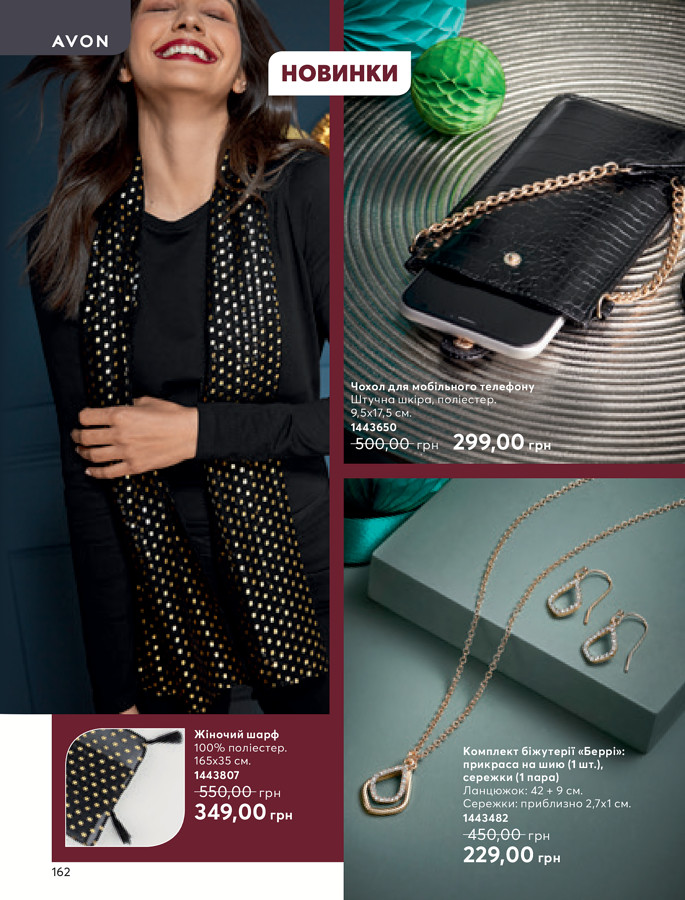 AVON
НОВИНКИ
Чохол для мобільного телефону
Штучна шкіра, поліестер.
9,5х17,5 см.
1443650
500,00 грн 299,00 грн
Жіночий шарф
100% поліестер.
165х35 см.
1443807
550,00 грн
349,00 грн
Комплект біжутерії «Беррі»:
прикраса на шию (1 шт.),
сережки (1 пара)
Ланцюжок: 42 + 9 см.
Сережки: приблизно 2,7х1 см.
1443482
450,00 грн
229,00 грн
162